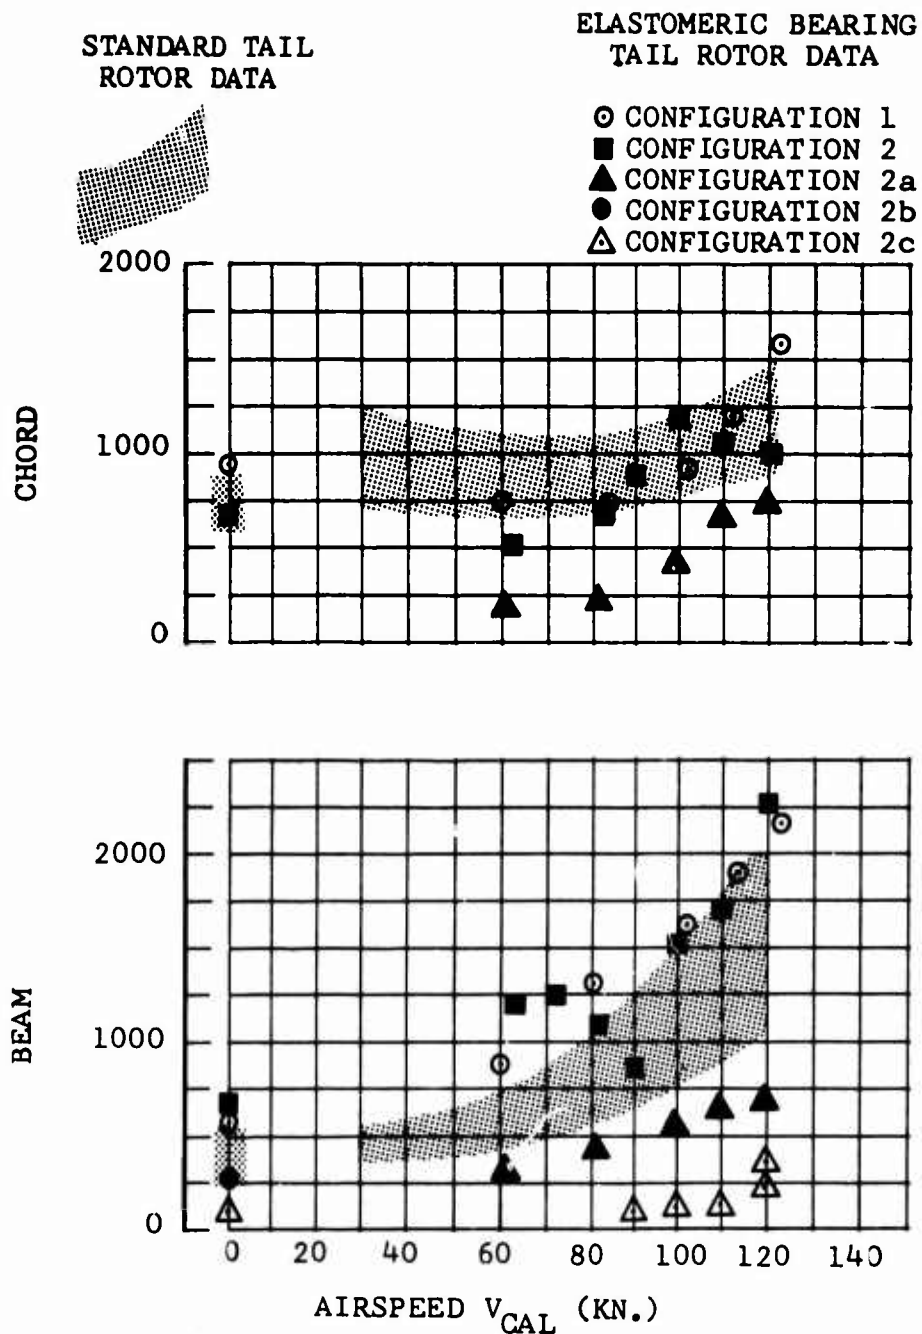 STANDARD TAIL
ROTOR DATA
ELASTOMERIC BEARING
TAIL ROTOR DATA
CONFIGURATION 1
CONFIGURATION 2
CONFIGURATION 2a
CONFIGURATION 2b
CONFIGURATION 2c
2000
1000
0
CHORD
2000
1000
0
BEAM
0 20 40 60 80 100 120 140
AIRSPEED VCAL (KN.)